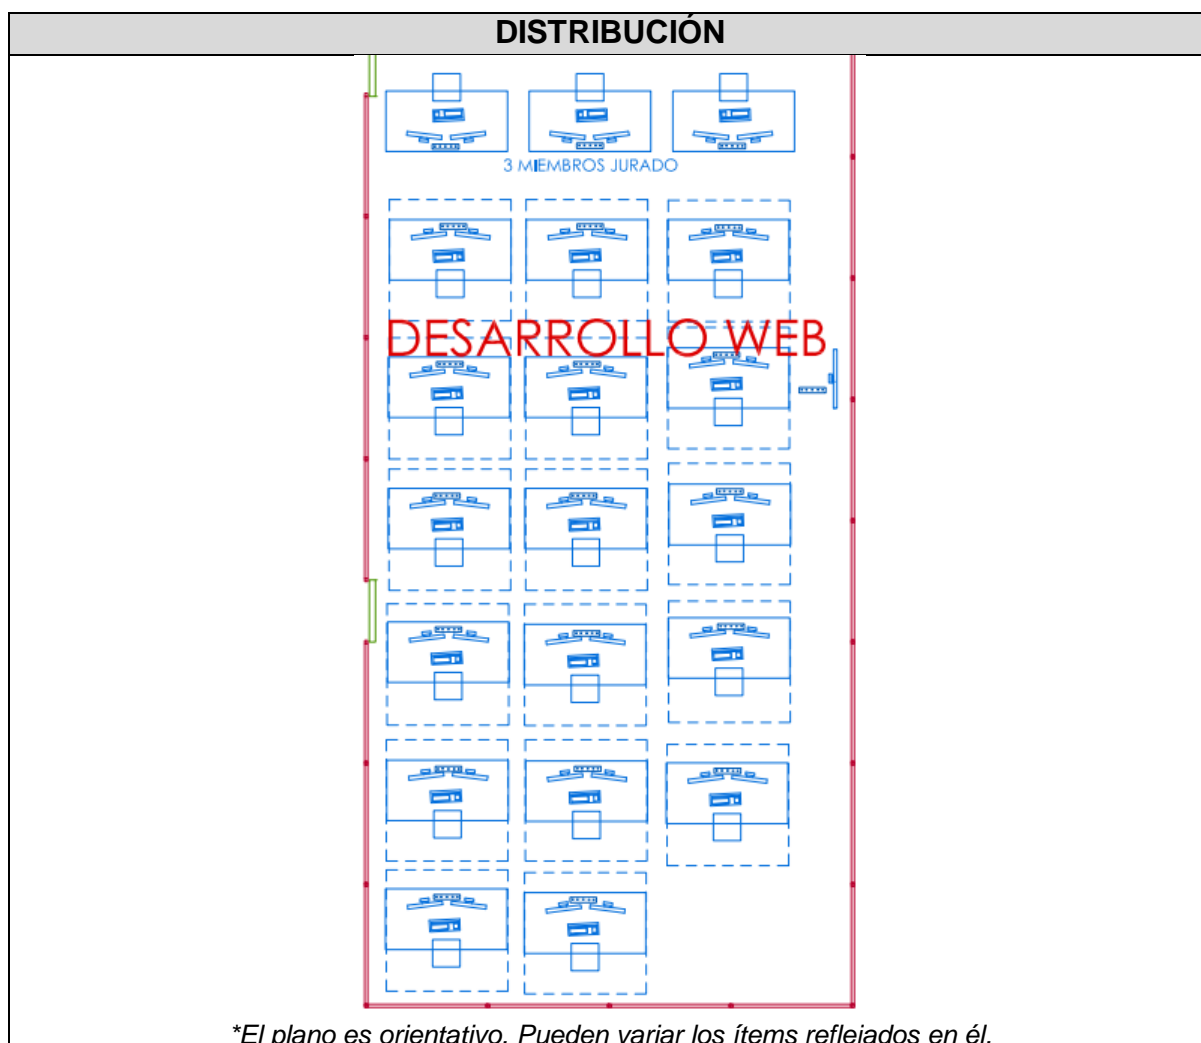 DISTRIBUCIÓN
3 MIEMBROS JURADO
DESARROLLO WEB
*El plano es orientativo. Pueden variar los ítems reflejados en él.